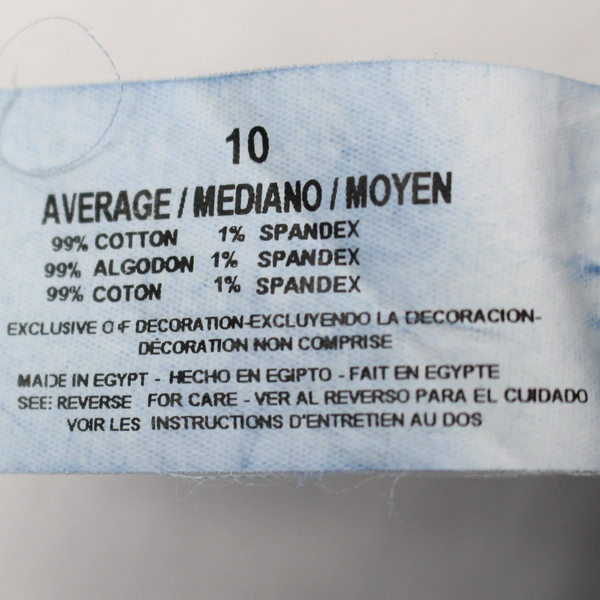 10
AVERAGE / MEDIANO / MOYEN
99% COTTON 1% SPANDEX
99% ALGODON 1% SPANDEX
99% COTON 1% SPANDEX
EXCLUSIVE OF DECORATION-EXCLUYENDO LA DECORACION-
DÉCORATION NON COMPRISE
MADE IN EGYPT - HECHO EN EGIPTO - FAIT EN EGYPTE
SEE: REVERSE FOR CARE - VER AL REVERSO PARA EL CUIDADO
VOIR LES INSTRUCTIONS D'ENTRETIEN AU DOS